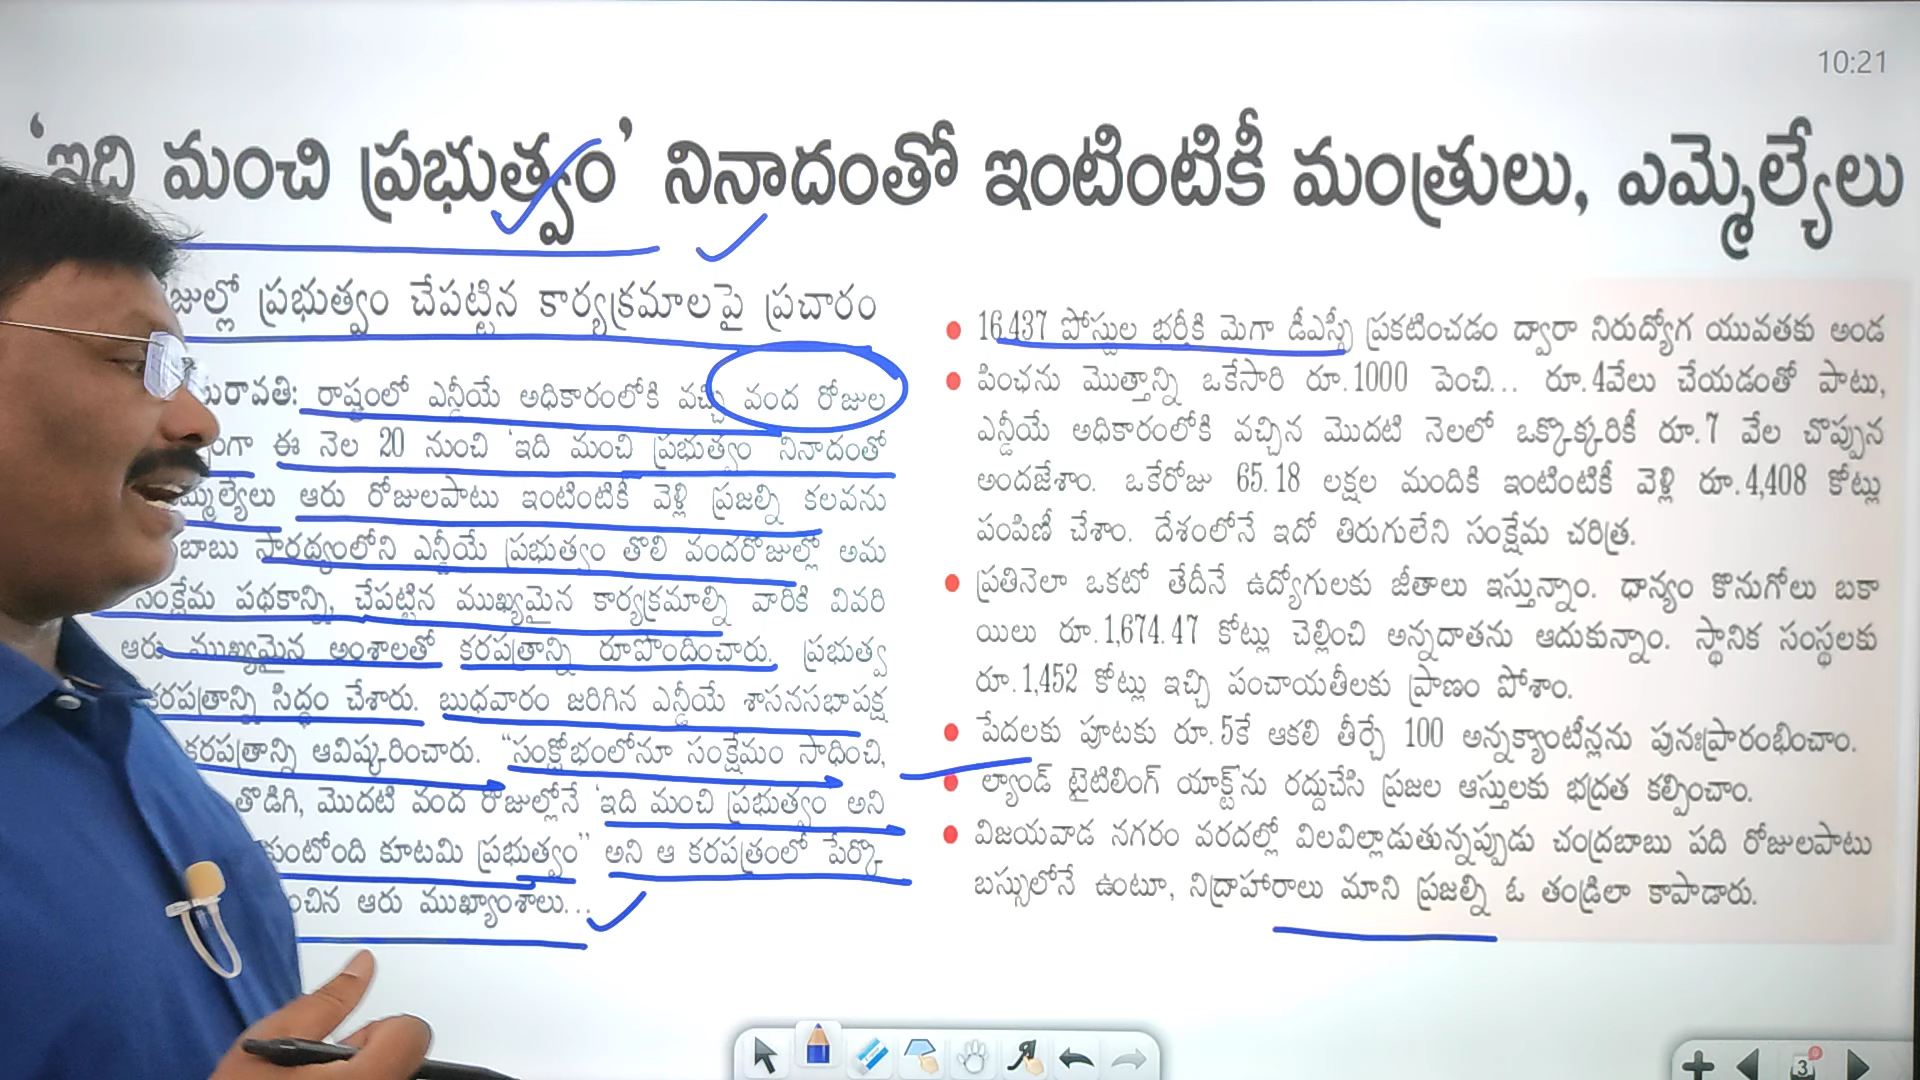 10:21
‘ఇది మంచి ప్రభుత్వం’ నినాదంతో ఇంటింటికీ మంత్రులు, ఎమ్మెల్యేలు
ప్రభుత్వం చేపట్టిన కార్యక్రమాలపై ప్రచారం
రాష్ట్రంలో ఎన్డీయే అధికారంలోకి వచ్చి వంద రోజుల
ఈ నెల 20 నుంచి ‘ఇది మంచి ప్రభుత్వం నినాదంతో
ఆరు రోజులపాటు ఇంటింటికీ వెళ్లి ప్రజల్ని కలవను
సారథ్యంలోని ఎన్డీయే ప్రభుత్వం తొలి వందరోజుల్లో అమ
సంక్షేమ పథకాన్ని, చేపట్టిన ముఖ్యమైన కార్యక్రమాల్ని వారికి వివరి
ఆరు ముఖ్యమైన అంశాలతో కరపత్రాన్ని రూపొందించారు. ప్రభుత్వ
కరపత్రాన్ని సిద్ధం చేశారు. బుధవారం జరిగిన ఎన్డీయే శాసనసభాపక్ష
కరపత్రాన్ని ఆవిష్కరించారు. “సంక్షోభంలోనూ సంక్షేమం సాధించి,
తొడిగి, మొదటి వంద రోజుల్లోనే ‘ఇది మంచి ప్రభుత్వం అని
కూటమి ప్రభుత్వం” అని ఆ కరపత్రంలో పేర్కొ
ఆరు ముఖ్యాంశాలు...
• 16,437 పోస్టుల భర్తీకి మెగా డీఎస్సీ ప్రకటించడం ద్వారా నిరుద్యోగ యువతకు అండ
• పింఛను మొత్తాన్ని ఒకేసారి రూ.1000 పెంచి... రూ.4వేలు చేయడంతో పాటు,
ఎన్డీయే అధికారంలోకి వచ్చిన మొదటి నెలలో ఒక్కొక్కరికీ రూ.7 వేల చొప్పున
అందజేశాం. ఒకేరోజు 65.18 లక్షల మందికి ఇంటింటికీ వెళ్లి రూ.4,408 కోట్లు
పంపిణీ చేశాం. దేశంలోనే ఇదో తిరుగులేని సంక్షేమ చరిత్ర.
• ప్రతినెలా ఒకటో తేదీనే ఉద్యోగులకు జీతాలు ఇస్తున్నాం. ధాన్యం కొనుగోలు బకా
యిలు రూ.1,674.47 కోట్లు చెల్లించి అన్నదాతను ఆదుకున్నాం. స్థానిక సంస్థలకు
రూ.1,452 కోట్లు ఇచ్చి పంచాయతీలకు ప్రాణం పోశాం.
• పేదలకు పూటకు రూ.5కే ఆకలి తీర్చే 100 అన్నక్యాంటీన్లను పునఃప్రారంభించాం.
• ల్యాండ్ టైటిలింగ్ యాక్ట్‌ను రద్దుచేసి ప్రజల ఆస్తులకు భద్రత కల్పించాం.
• విజయవాడ నగరం వరదల్లో విలవిల్లాడుతున్నప్పుడు చంద్రబాబు పది రోజులపాటు
బస్సులోనే ఉంటూ, నిద్రాహారాలు మాని ప్రజల్ని ఓ తండ్రిలా కాపాడారు.
3